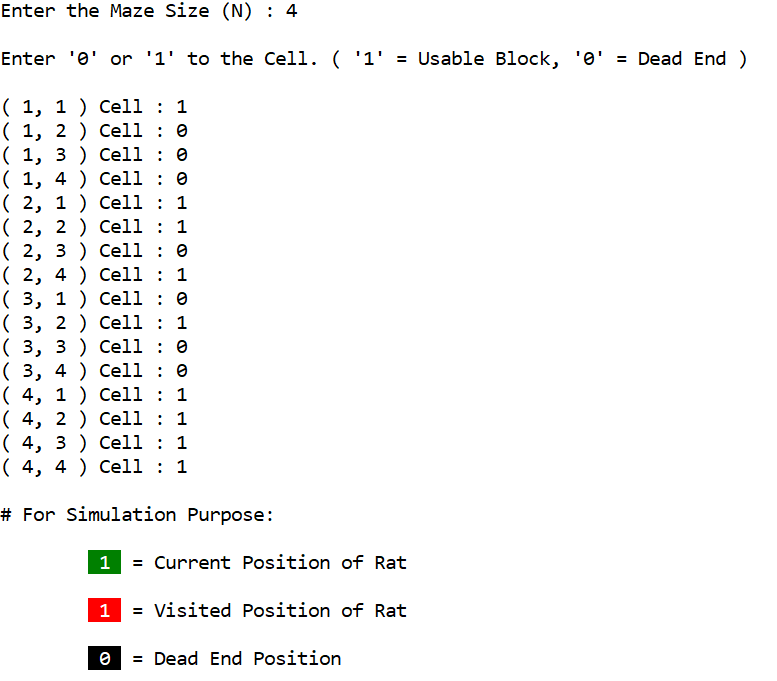 Enter the Maze Size (N) : 4
Enter '0' or '1' to the Cell. ( '1' = Usable Block, '0' = Dead End )
( 1, 1 ) Cell : 1
( 1, 2 ) Cell : 0
( 1, 3 ) Cell : 0
( 1, 4 ) Cell : 0
( 2, 1 ) Cell : 1
( 2, 2 ) Cell : 1
( 2, 3 ) Cell : 0
( 2, 4 ) Cell : 1
( 3, 1 ) Cell : 0
( 3, 2 ) Cell : 1
( 3, 3 ) Cell : 0
( 3, 4 ) Cell : 0
( 4, 1 ) Cell : 1
( 4, 2 ) Cell : 1
( 4, 3 ) Cell : 1
( 4, 4 ) Cell : 1
# For Simulation Purpose:
1 = Current Position of Rat
1 = Visited Position of Rat
0 = Dead End Position